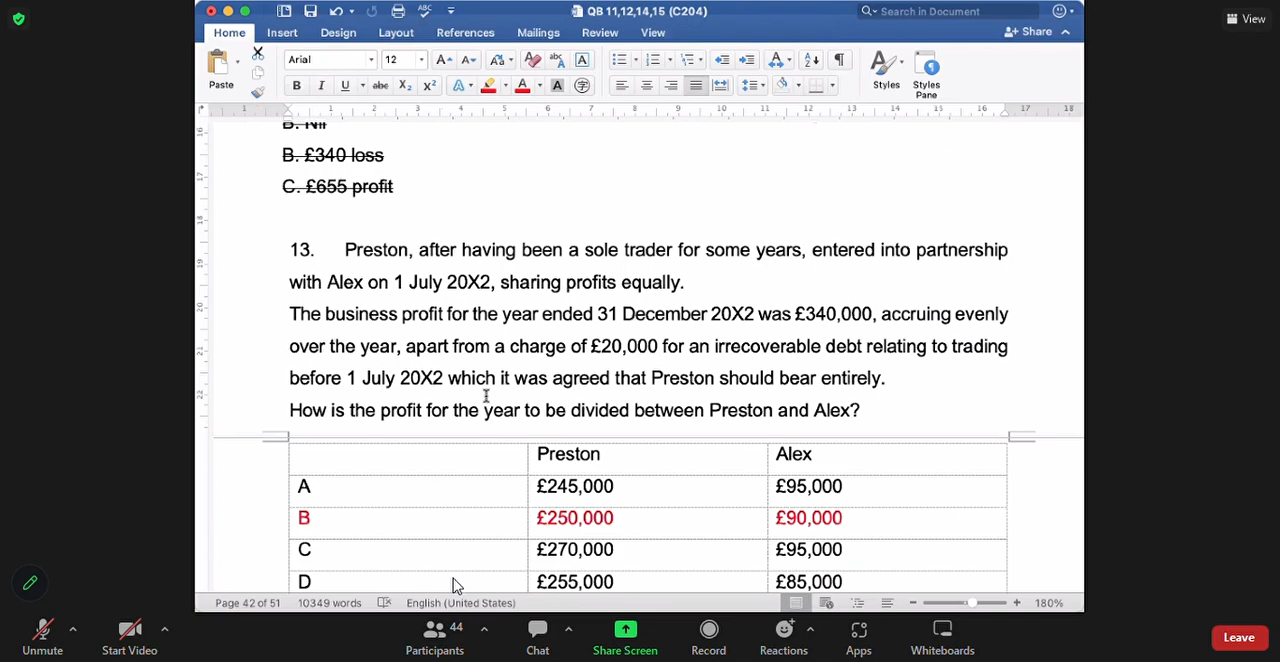 QB 11,12,14,15 (C204)
Search in Document
View
Home Insert Design Layout References Mailings Review View
Share
Paste
Arial
12
Styles
Styles Pane
B. £340 loss
C. £655 profit
13. Preston, after having been a sole trader for some years, entered into partnership
with Alex on 1 July 20X2, sharing profits equally.
The business profit for the year ended 31 December 20X2 was £340,000, accruing evenly
over the year, apart from a charge of £20,000 for an irrecoverable debt relating to trading
before 1 July 20X2 which it was agreed that Preston should bear entirely.
How is the profit for the year to be divided between Preston and Alex?
Preston Alex
A £245,000 £95,000
B £250,000 £90,000
C £270,000 £95,000
D £255,000 £85,000
Page 42 of 51 10349 words English (United States) 180%
Unmute Start Video Participants 44 Chat Share Screen Record Reactions Apps Whiteboards Leave